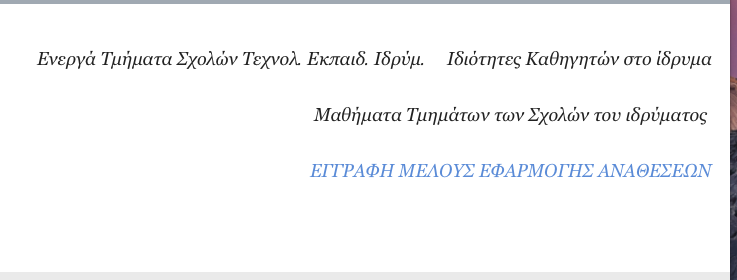 Ενεργά Τμήματα Σχολών Τεχνολ. Εκπαιδ. Ιδρύμ. Ιδιότητες Καθηγητών στο ίδρυμα
Μαθήματα Τμημάτων των Σχολών του ιδρύματος
ΕΓΓΡΑΦΗ ΜΕΛΟΥΣ ΕΦΑΡΜΟΓΗΣ ΑΝΑΘΕΣΕΩΝ